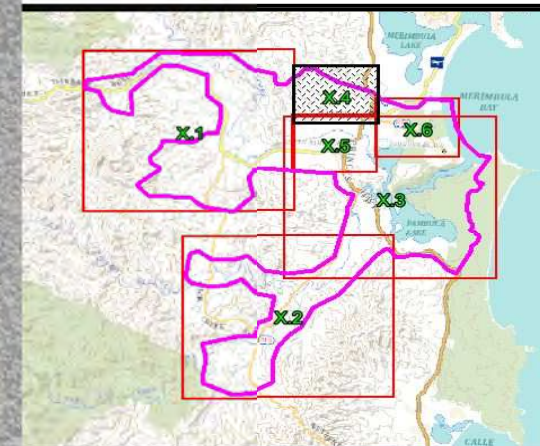 MERIMBULA
LAKE
MERIMBULA
BAY
X.4
X.6
X.1
X.5
X.3
PAMBULA
LAKE
X.2
CALLE